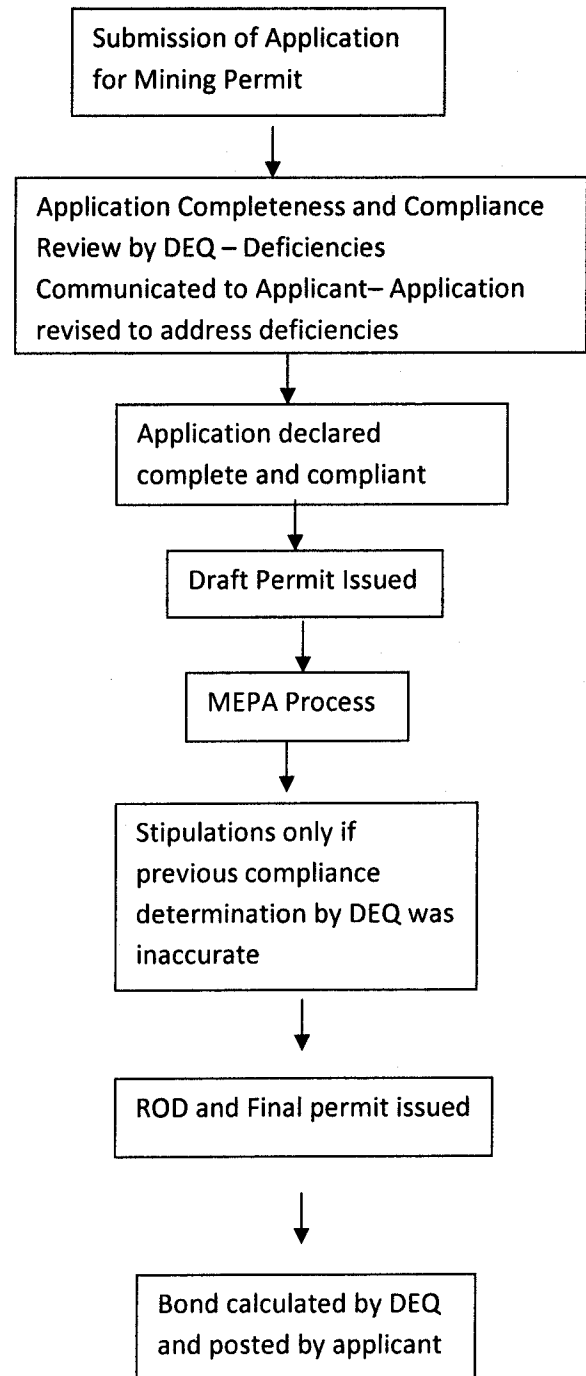 Submission of Application
for Mining Permit
Application Completeness and Compliance
Review by DEQ – Deficiencies
Communicated to Applicant– Application
revised to address deficiencies
Application declared
complete and compliant
Draft Permit Issued
MEPA Process
Stipulations only if
previous compliance
determination by DEQ was
inaccurate
ROD and Final permit issued
Bond calculated by DEQ
and posted by applicant